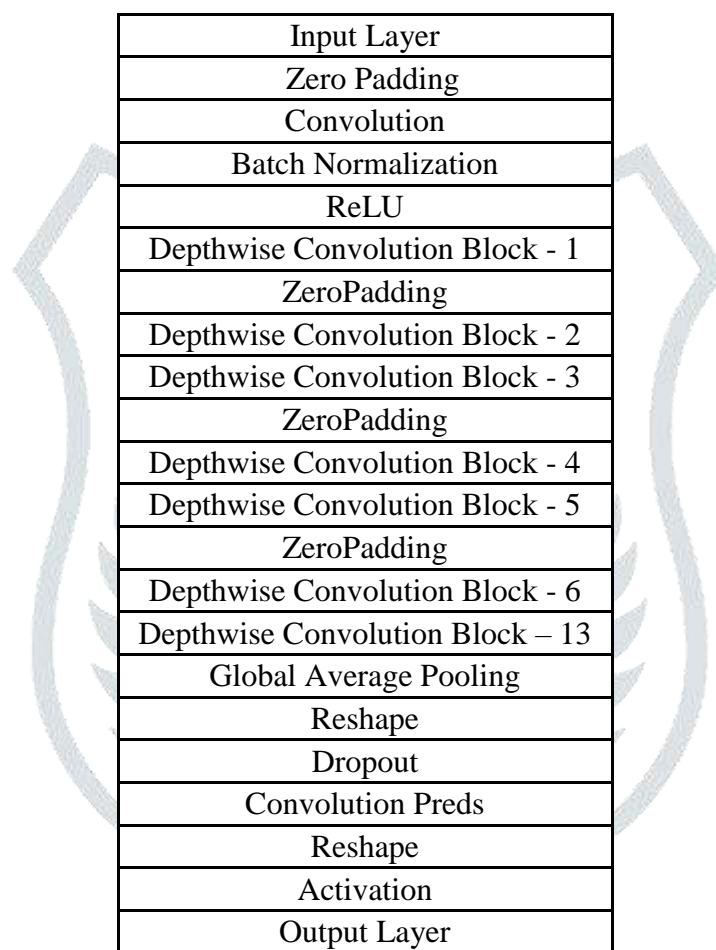 Input Layer
Zero Padding
Convolution
Batch Normalization
ReLU
Depthwise Convolution Block - 1
ZeroPadding
Depthwise Convolution Block - 2
Depthwise Convolution Block - 3
ZeroPadding
Depthwise Convolution Block - 4
Depthwise Convolution Block - 5
ZeroPadding
Depthwise Convolution Block - 6
Depthwise Convolution Block – 13
Global Average Pooling
Reshape
Dropout
Convolution Preds
Reshape
Activation
Output Layer